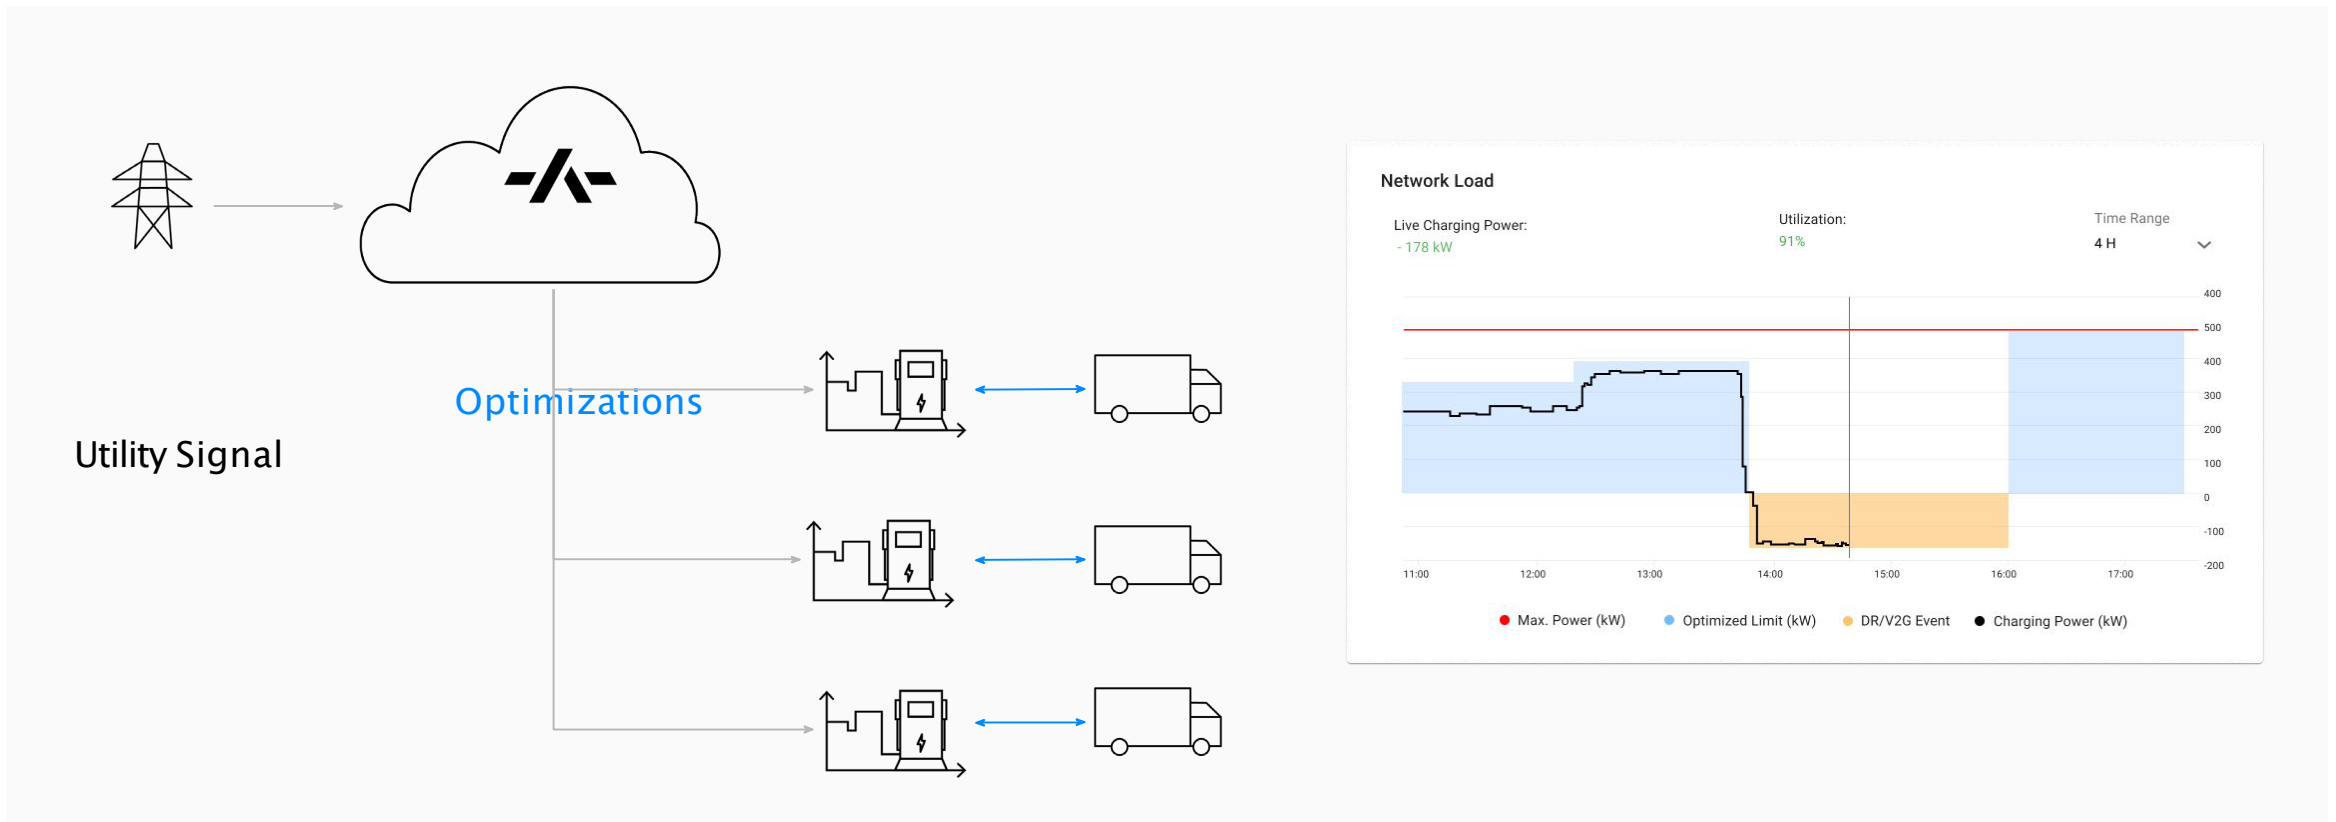 Optimizations
Utility Signal
Network Load
Live Charging Power:
- 178 kW
Utilization:
91%
Time Range
4 H
400
500
400
300
200
100
0
-100
-200
11:00 12:00 13:00 14:00 15:00 16:00 17:00
Max. Power (kW) Optimized Limit (kW) DR/V2G Event Charging Power (kW)